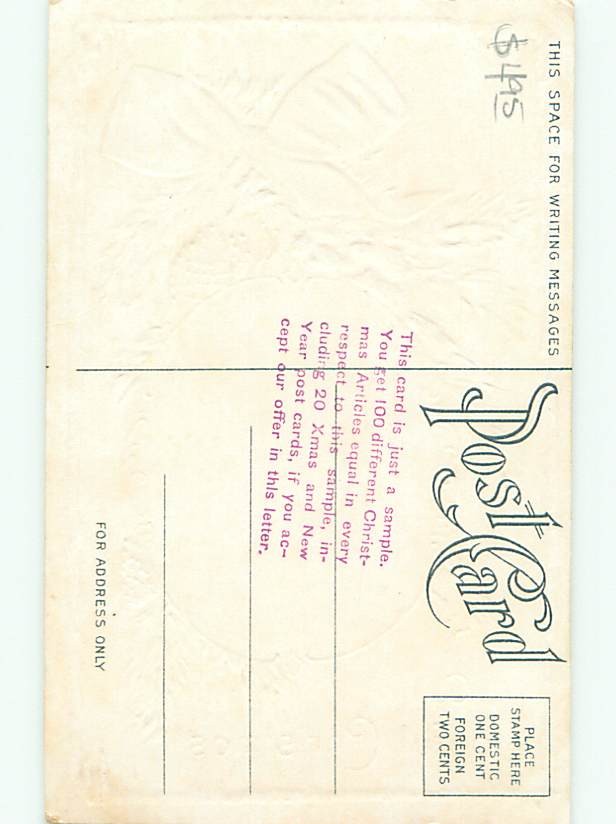 $4.95
THIS SPACE FOR WRITING MESSAGES
Post Card
PLACE
STAMP HERE
DOMESTIC
ONE CENT
FOREIGN
TWO CENTS
This card is just a sample.
You get 100 different Christ-
mas Articles equal in every
respect to this sample, in-
cluding 20 Xmas and New
Year post cards, if you ac-
cept our offer in this letter.
FOR ADDRESS ONLY